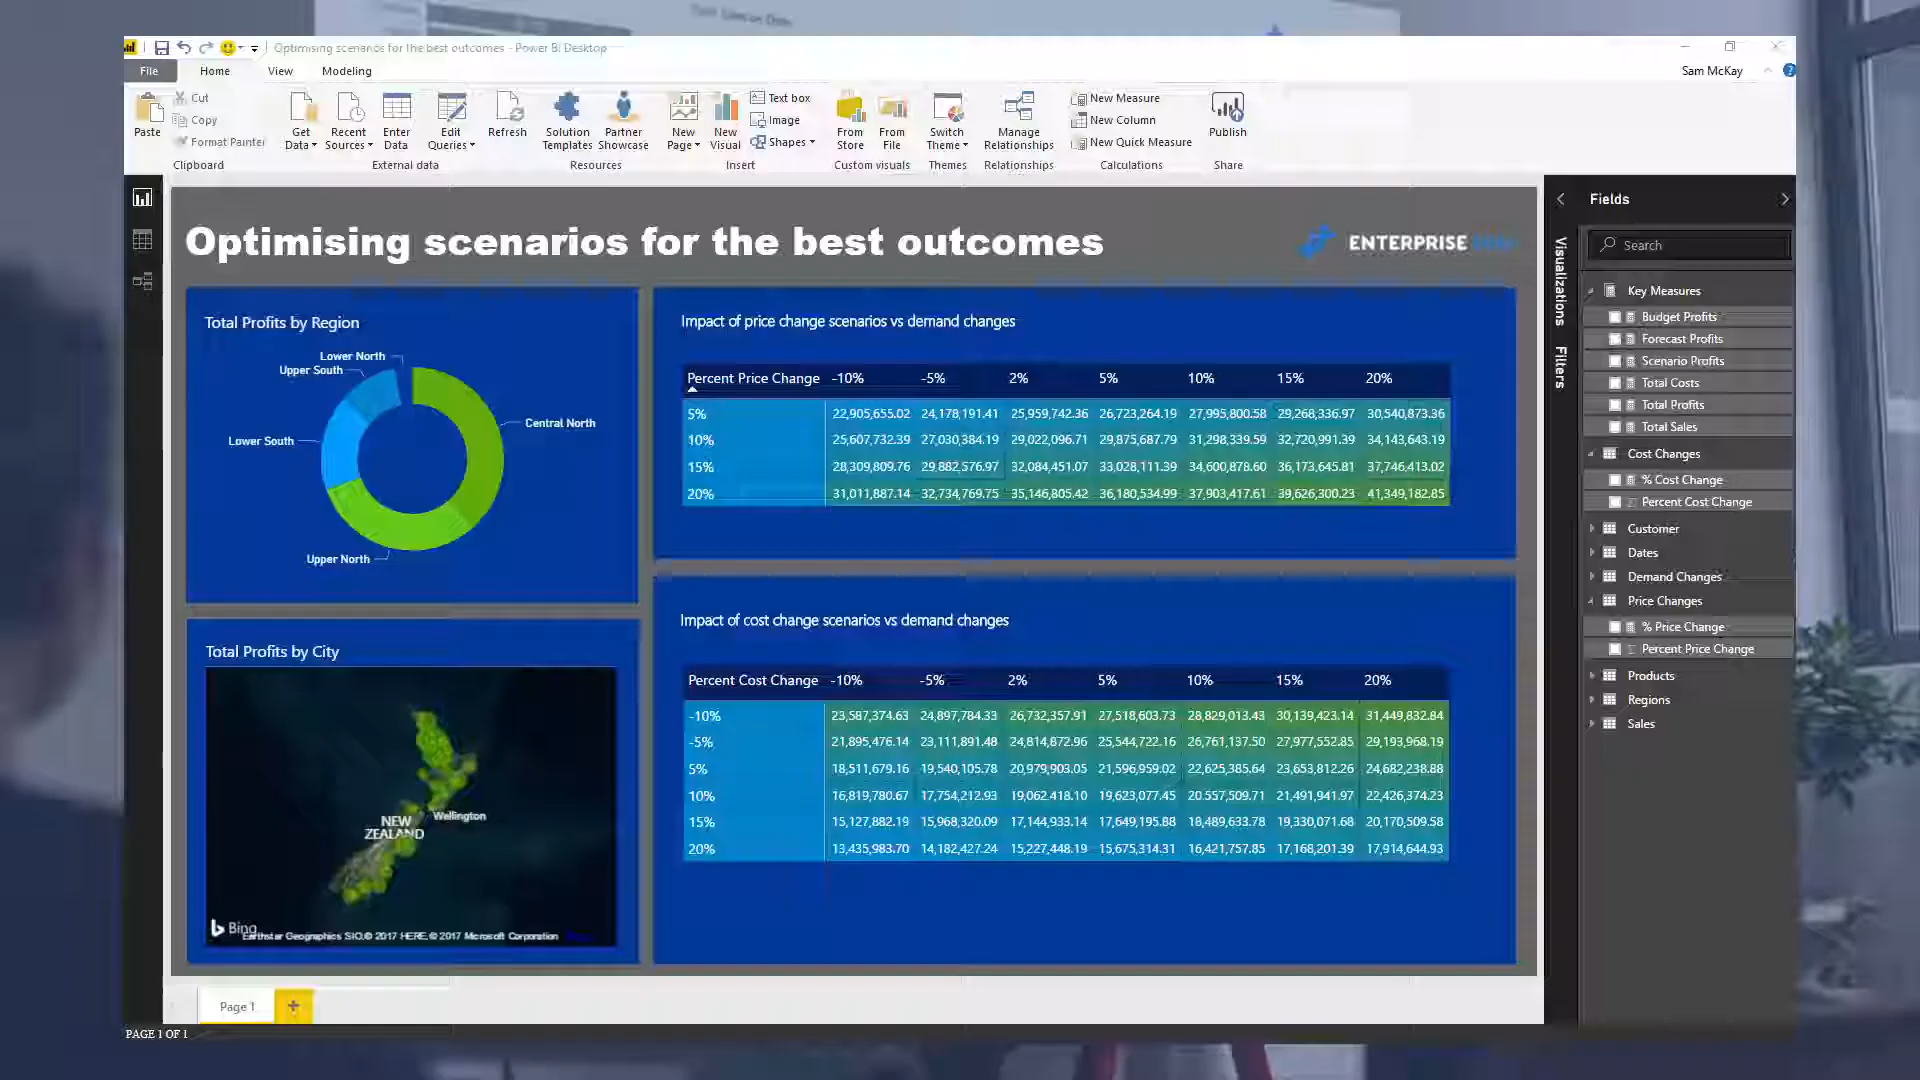 Optimising scenarios for the best outcomes - Power BI Desktop
File Home View Modeling Sam McKay
Paste
Cut
Copy
Format Painter
Clipboard
Get Data
Recent Sources
Enter Data
Edit Queries
External data
Refresh
Solution Templates
Partner Showcase
Resources
New Page
New Visual
Text box
Image
Shapes
Insert
From Store
From File
Custom visuals
Switch Theme
Themes
Manage Relationships
Relationships
New Measure
New Column
New Quick Measure
Calculations
Publish
Share
Optimising scenarios for the best outcomes
ENTERPRISE
Total Profits by Region
Lower North
Upper South
Central North
Lower South
Upper North
Total Profits by City
NEW ZEALAND
Wellington
Bing
Earthstar Geographics SIO,© 2017 HERE,© 2017 Microsoft Corporation
Impact of price change scenarios vs demand changes
Percent Price Change -10% -5% 2% 5% 10% 15% 20%
5% 22,905,655.02 24,178,191.41 25,959,742.36 26,723,264.19 27,995,800.58 29,268,336.97 30,540,873.36
10% 25,607,732.39 27,030,384.19 29,022,096.71 29,875,687.79 31,298,339.59 32,720,991.39 34,143,643.19
15% 28,309,809.76 29,882,576.97 32,084,451.07 33,028,111.39 34,600,878.60 36,173,645.81 37,746,413.02
20% 31,011,887.14 32,734,769.75 35,146,805.42 36,180,534.99 37,903,417.61 39,626,300.23 41,349,182.85
Impact of cost change scenarios vs demand changes
Percent Cost Change -10% -5% 2% 5% 10% 15% 20%
-10% 23,587,374.63 24,897,784.33 26,732,357.91 27,518,603.73 28,829,013.43 30,139,423.14 31,449,832.84
-5% 21,895,476.14 23,111,891.48 24,814,872.96 25,544,722.16 26,761,137.50 27,977,552.85 29,193,968.19
5% 18,511,679.16 19,540,105.78 20,979,903.05 21,596,959.02 22,625,385.64 23,653,812.26 24,682,238.88
10% 16,819,780.67 17,754,212.93 19,062,418.10 19,623,077.45 20,557,509.71 21,491,941.97 22,426,374.23
15% 15,127,882.19 15,968,320.09 17,144,933.14 17,649,195.88 18,489,633.78 19,330,071.68 20,170,509.58
20% 13,435,983.70 14,182,427.24 15,227,448.19 15,675,314.31 16,421,757.85 17,168,201.39 17,914,644.93
Visualizations
Filters
Fields
Search
Key Measures
Budget Profits
Forecast Profits
Scenario Profits
Total Costs
Total Profits
Total Sales
Cost Changes
% Cost Change
Percent Cost Change
Customer
Dates
Demand Changes
Price Changes
% Price Change
Percent Price Change
Products
Regions
Sales
Page 1
PAGE 1 OF 1